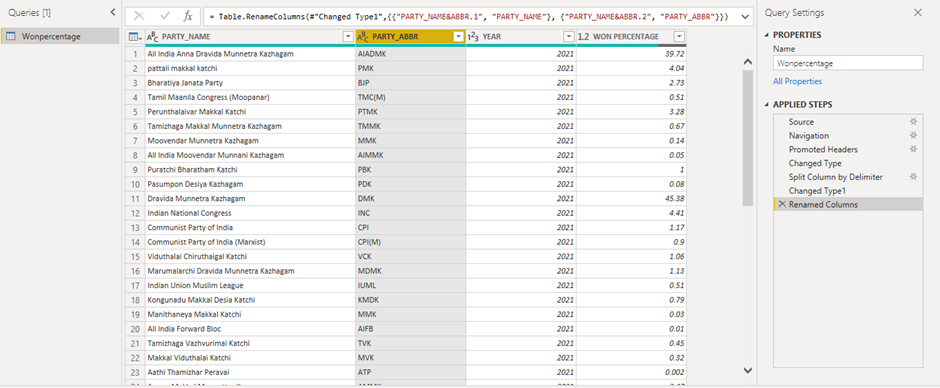 Queries [1]
Wonpercentage
= Table.RenameColumns(#"Changed Type1",{{"PARTY_NAME&ABBR.1", "PARTY_NAME"}, {"PARTY_NAME&ABBR.2", "PARTY_ABBR"}})
PARTY_NAME PARTY_ABBR YEAR WON PERCENTAGE
1 All India Anna Dravida Munnetra Kazhagam AIADMK 2021 39.72
2 pattali makkal katchi PMK 2021 4.04
3 Bharatiya Janata Party BJP 2021 2.73
4 Tamil Maanila Congress (Moopanar) TMC(M) 2021 0.51
5 Perunthalaivar Makkal Katchi PTMK 2021 3.28
6 Tamizhaga Makkal Munnetra Kazhagam TMMK 2021 0.67
7 Moovendar Munnetra Kazhagam MMK 2021 0.14
8 All India Moovendar Munnani Kazhagam AIMMK 2021 0.05
9 Puratchi Bharatham Katchi PBK 2021 1
10 Pasumpon Desiya Kazhagam PDK 2021 0.08
11 Dravida Munnetra Kazhagam DMK 2021 45.38
12 Indian National Congress INC 2021 4.41
13 Communist Party of India CPI 2021 1.17
14 Communist Party of India (Marxist) CPI(M) 2021 0.9
15 Viduthalai Chiruthaigal Katchi VCK 2021 1.06
16 Marumalarchi Dravida Munnetra Kazhagam MDMK 2021 1.13
17 Indian Union Muslim League IUML 2021 0.51
18 Kongunadu Makkal Desia Katchi KMDK 2021 0.79
19 Manithaneya Makkal Katchi MMK 2021 0.03
20 All India Forward Bloc AIFB 2021 0.01
21 Tamizhaga Vazhvurimai Katchi TVK 2021 0.45
22 Makkal Viduthalai Katchi MVK 2021 0.32
23 Aathi Thamizhar Peravai ATP 2021 0.002
Query Settings
PROPERTIES
Name
Wonpercentage
All Properties
APPLIED STEPS
Source
Navigation
Promoted Headers
Changed Type
Split Column by Delimiter
Changed Type1
Renamed Columns